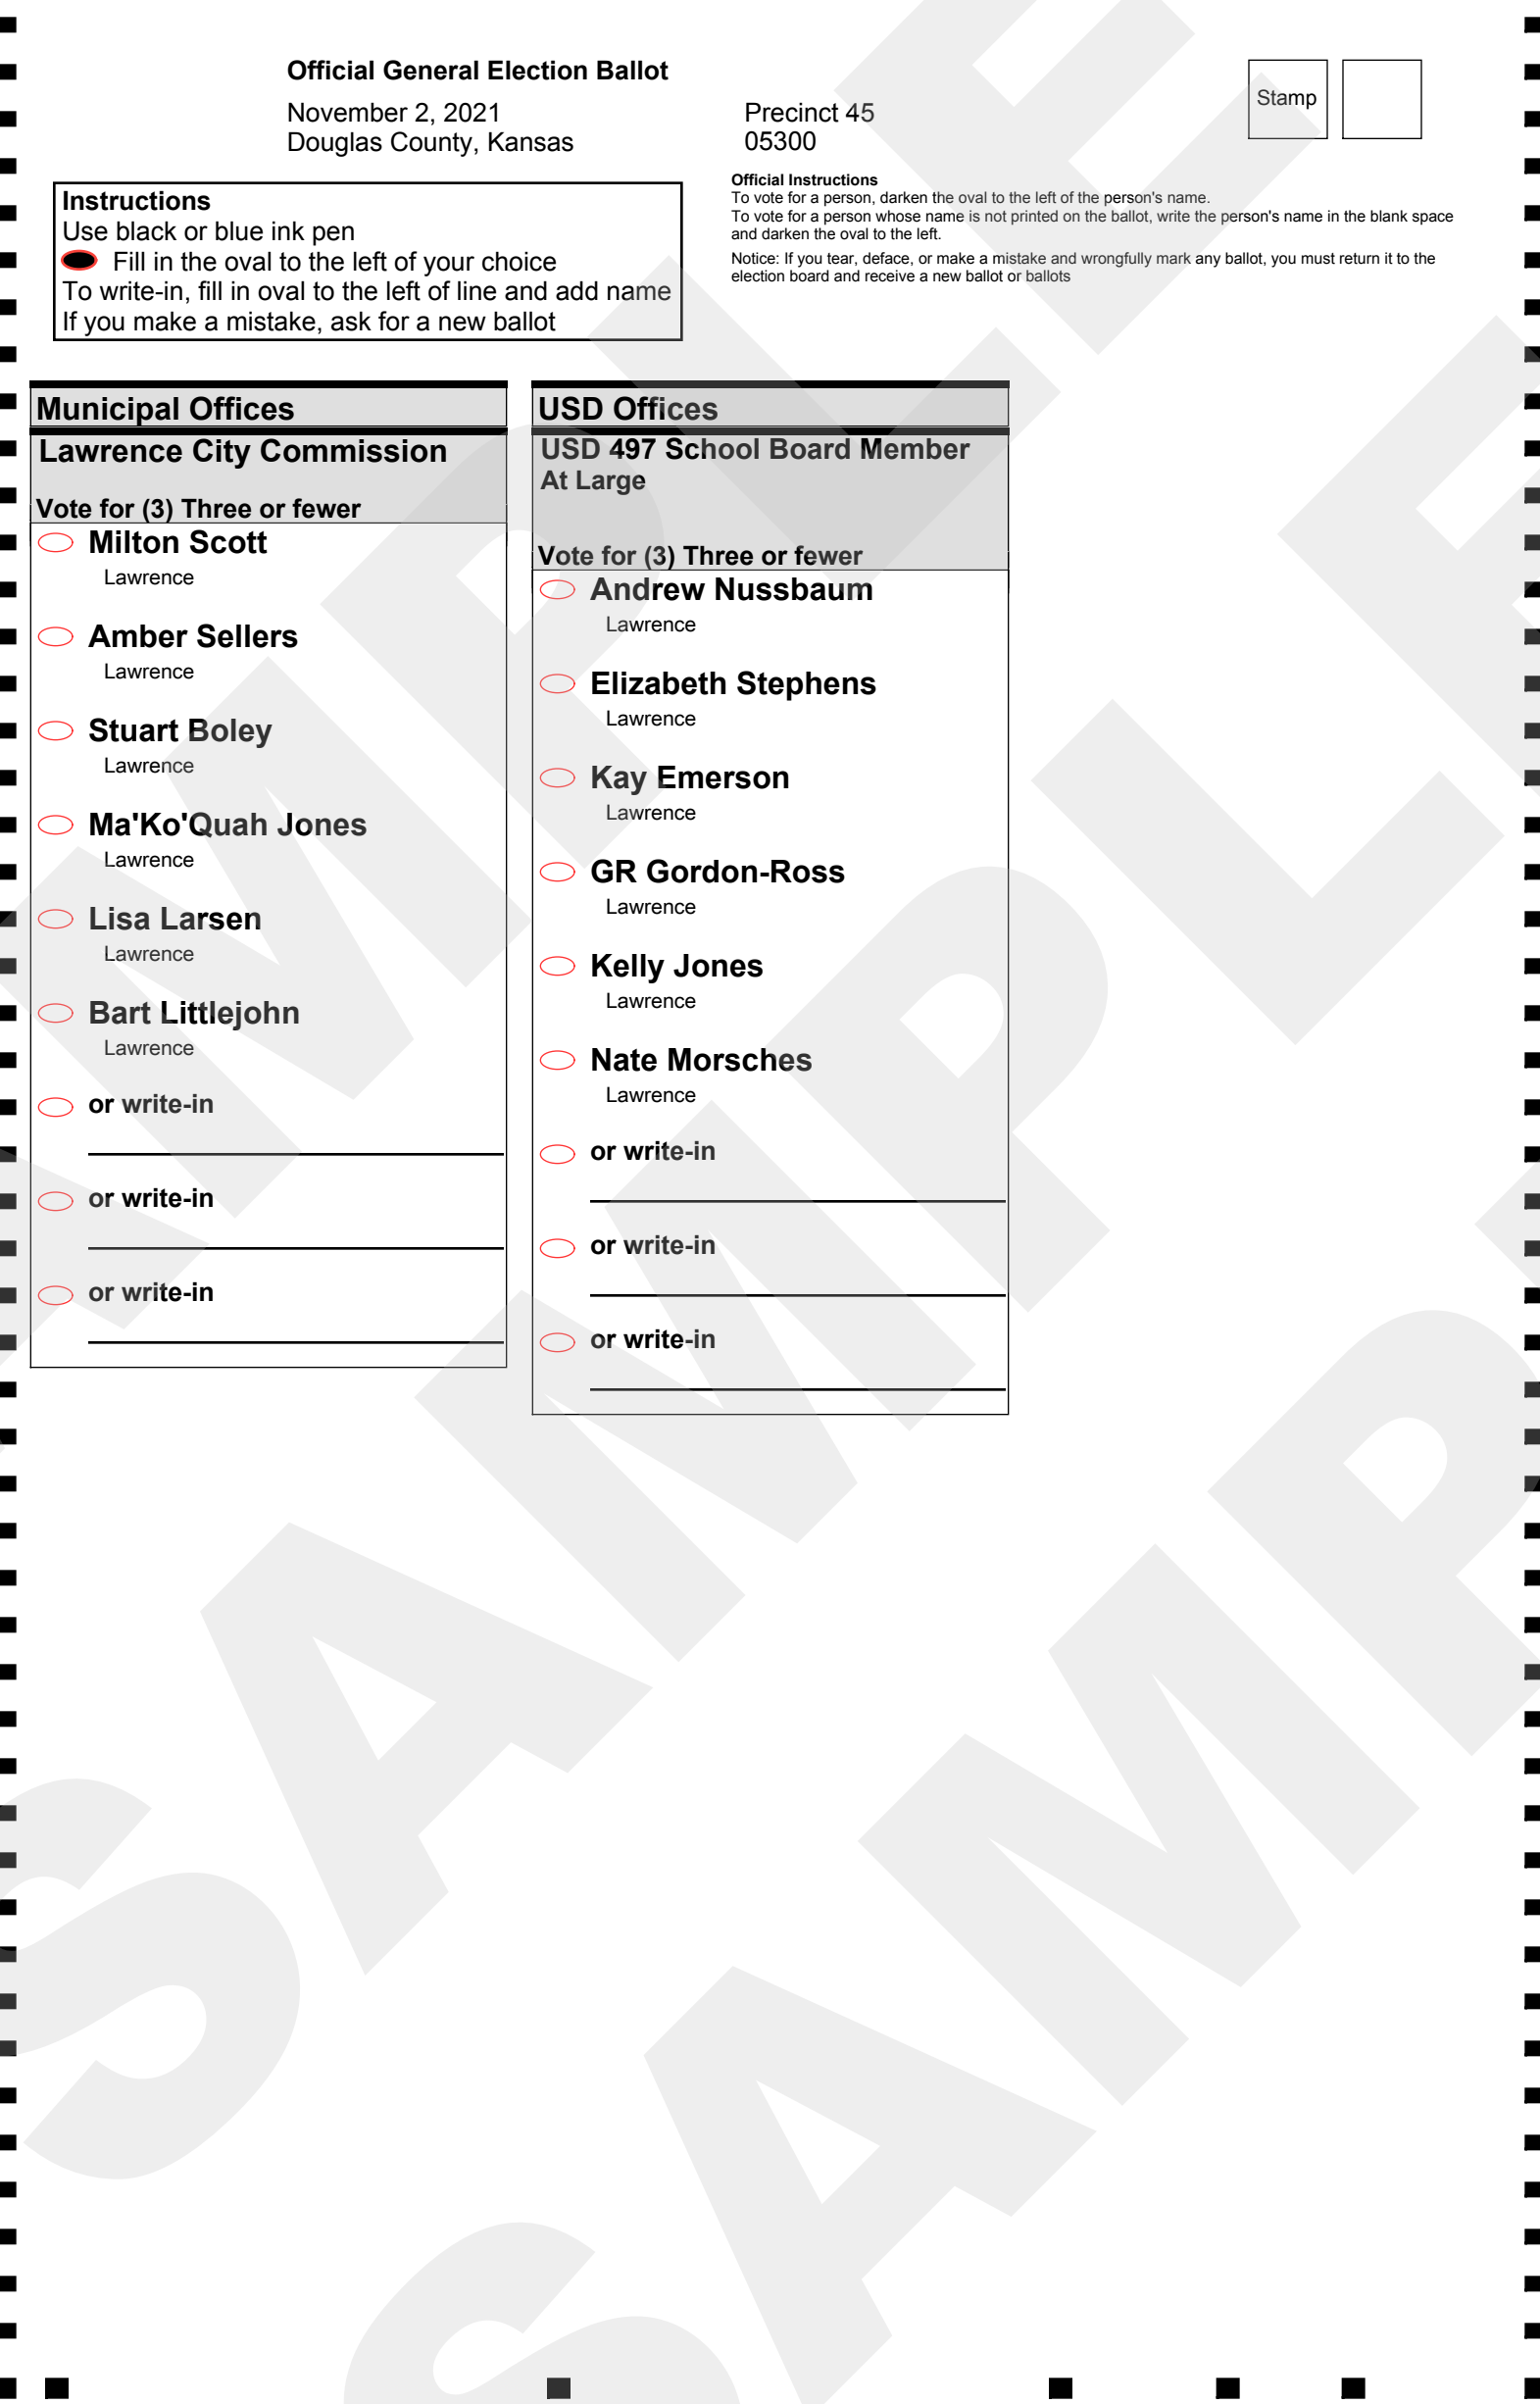 Official General Election Ballot
November 2, 2021
Douglas County, Kansas
Precinct 45
05300
Stamp
Instructions
Use black or blue ink pen
Fill in the oval to the left of your choice
To write-in, fill in oval to the left of line and add name
If you make a mistake, ask for a new ballot
Official Instructions
To vote for a person, darken the oval to the left of the person's name.
To vote for a person whose name is not printed on the ballot, write the person's name in the blank space
and darken the oval to the left.
Notice: If you tear, deface, or make a mistake and wrongfully mark any ballot, you must return it to the
election board and receive a new ballot or ballots
Municipal Offices
Lawrence City Commission
Vote for (3) Three or fewer
Milton Scott
Lawrence
Amber Sellers
Lawrence
Stuart Boley
Lawrence
Ma'Ko'Quah Jones
Lawrence
Lisa Larsen
Lawrence
Bart Littlejohn
Lawrence
or write-in
or write-in
or write-in
USD Offices
USD 497 School Board Member
At Large
Vote for (3) Three or fewer
Andrew Nussbaum
Lawrence
Elizabeth Stephens
Lawrence
Kay Emerson
Lawrence
GR Gordon-Ross
Lawrence
Kelly Jones
Lawrence
Nate Morsches
Lawrence
or write-in
or write-in
or write-in
SAMPLE
SAMPLE
SAMP